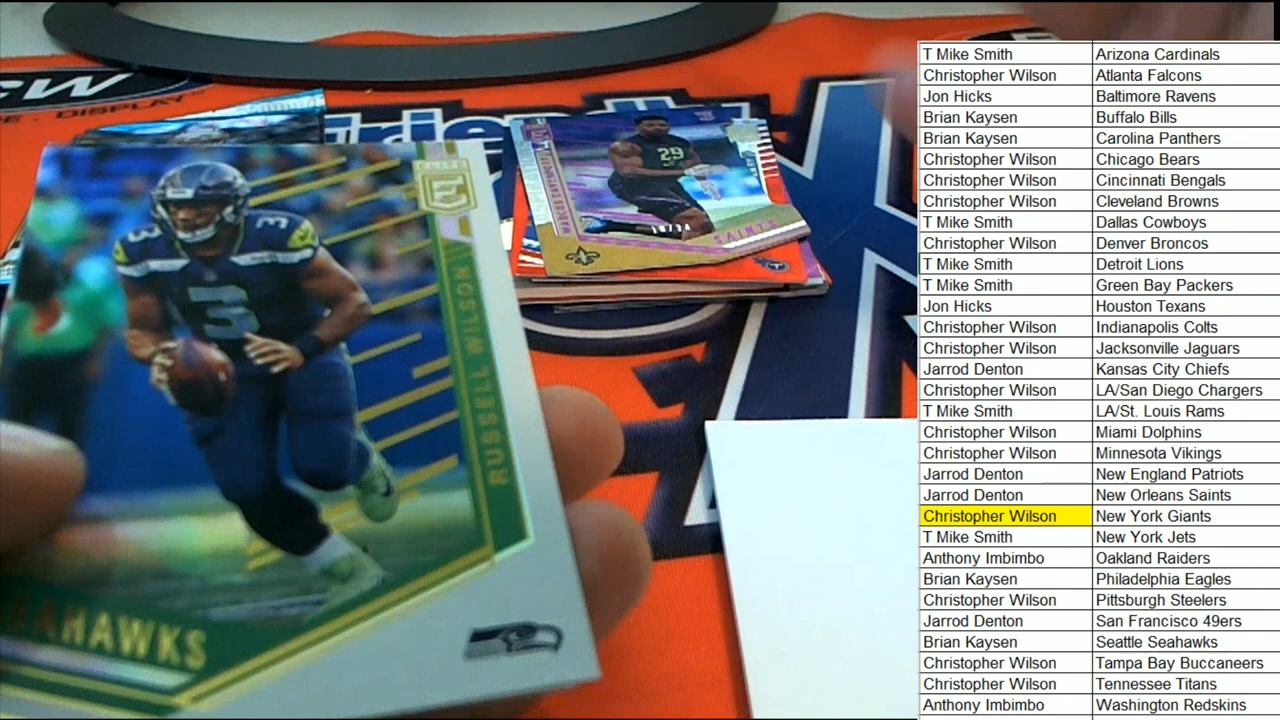 CW
DISPLAY
Friendly
29
SAINTS
3
3
E
RUSSELL WILSON
SEAHAWKS
T Mike Smith Arizona Cardinals
Christopher Wilson Atlanta Falcons
Jon Hicks Baltimore Ravens
Brian Kaysen Buffalo Bills
Brian Kaysen Carolina Panthers
Christopher Wilson Chicago Bears
Christopher Wilson Cincinnati Bengals
Christopher Wilson Cleveland Browns
T Mike Smith Dallas Cowboys
Christopher Wilson Denver Broncos
T Mike Smith Detroit Lions
T Mike Smith Green Bay Packers
Jon Hicks Houston Texans
Christopher Wilson Indianapolis Colts
Christopher Wilson Jacksonville Jaguars
Jarrod Denton Kansas City Chiefs
Christopher Wilson LA/San Diego Chargers
T Mike Smith LA/St. Louis Rams
Christopher Wilson Miami Dolphins
Christopher Wilson Minnesota Vikings
Jarrod Denton New England Patriots
Jarrod Denton New Orleans Saints
Christopher Wilson New York Giants
T Mike Smith New York Jets
Anthony Imbimbo Oakland Raiders
Brian Kaysen Philadelphia Eagles
Christopher Wilson Pittsburgh Steelers
Jarrod Denton San Francisco 49ers
Brian Kaysen Seattle Seahawks
Christopher Wilson Tampa Bay Buccaneers
Christopher Wilson Tennessee Titans
Anthony Imbimbo Washington Redskins